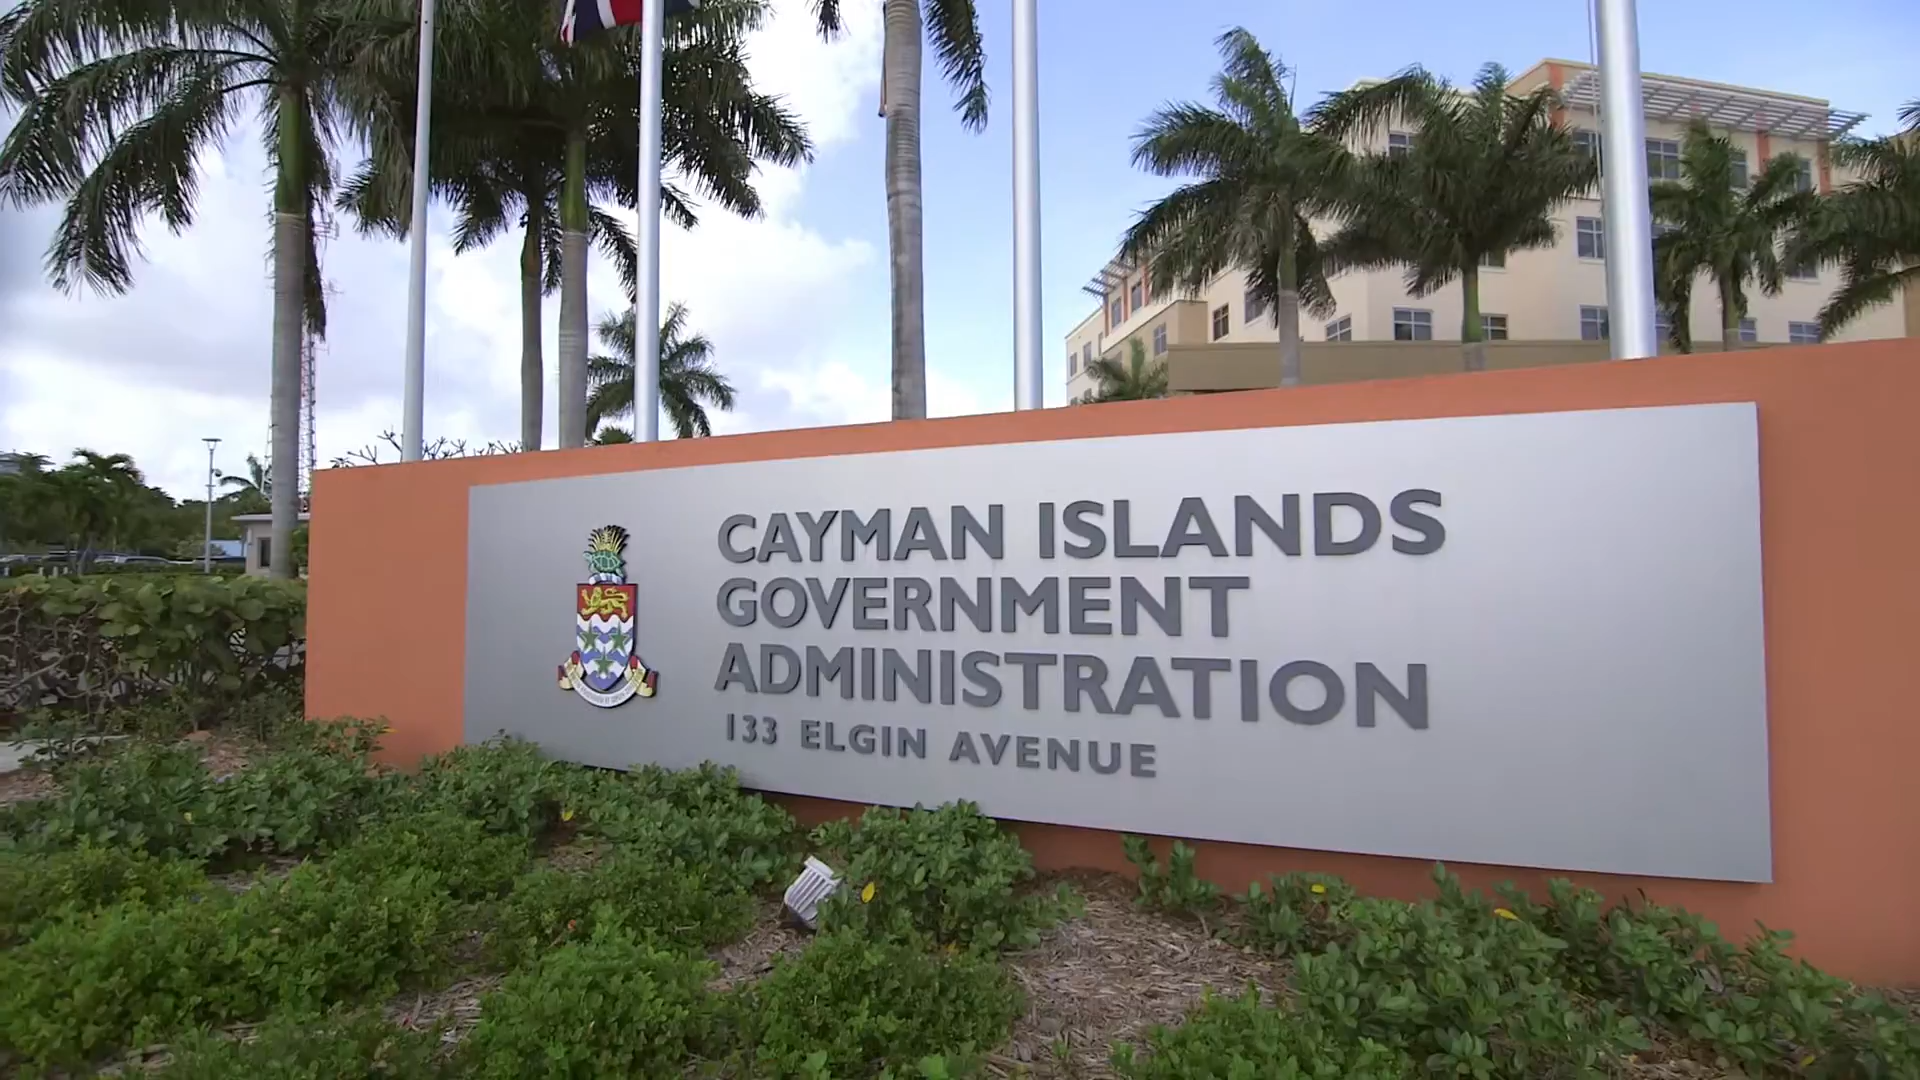 CAYMAN ISLANDS
GOVERNMENT
ADMINISTRATION
133 ELGIN AVENUE